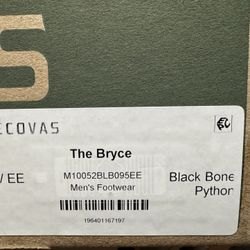 S
ECOVAS
The Bryce
/ EE
M10052BLB095EE
Men's Footwear
Black Bone
Python
196401167197